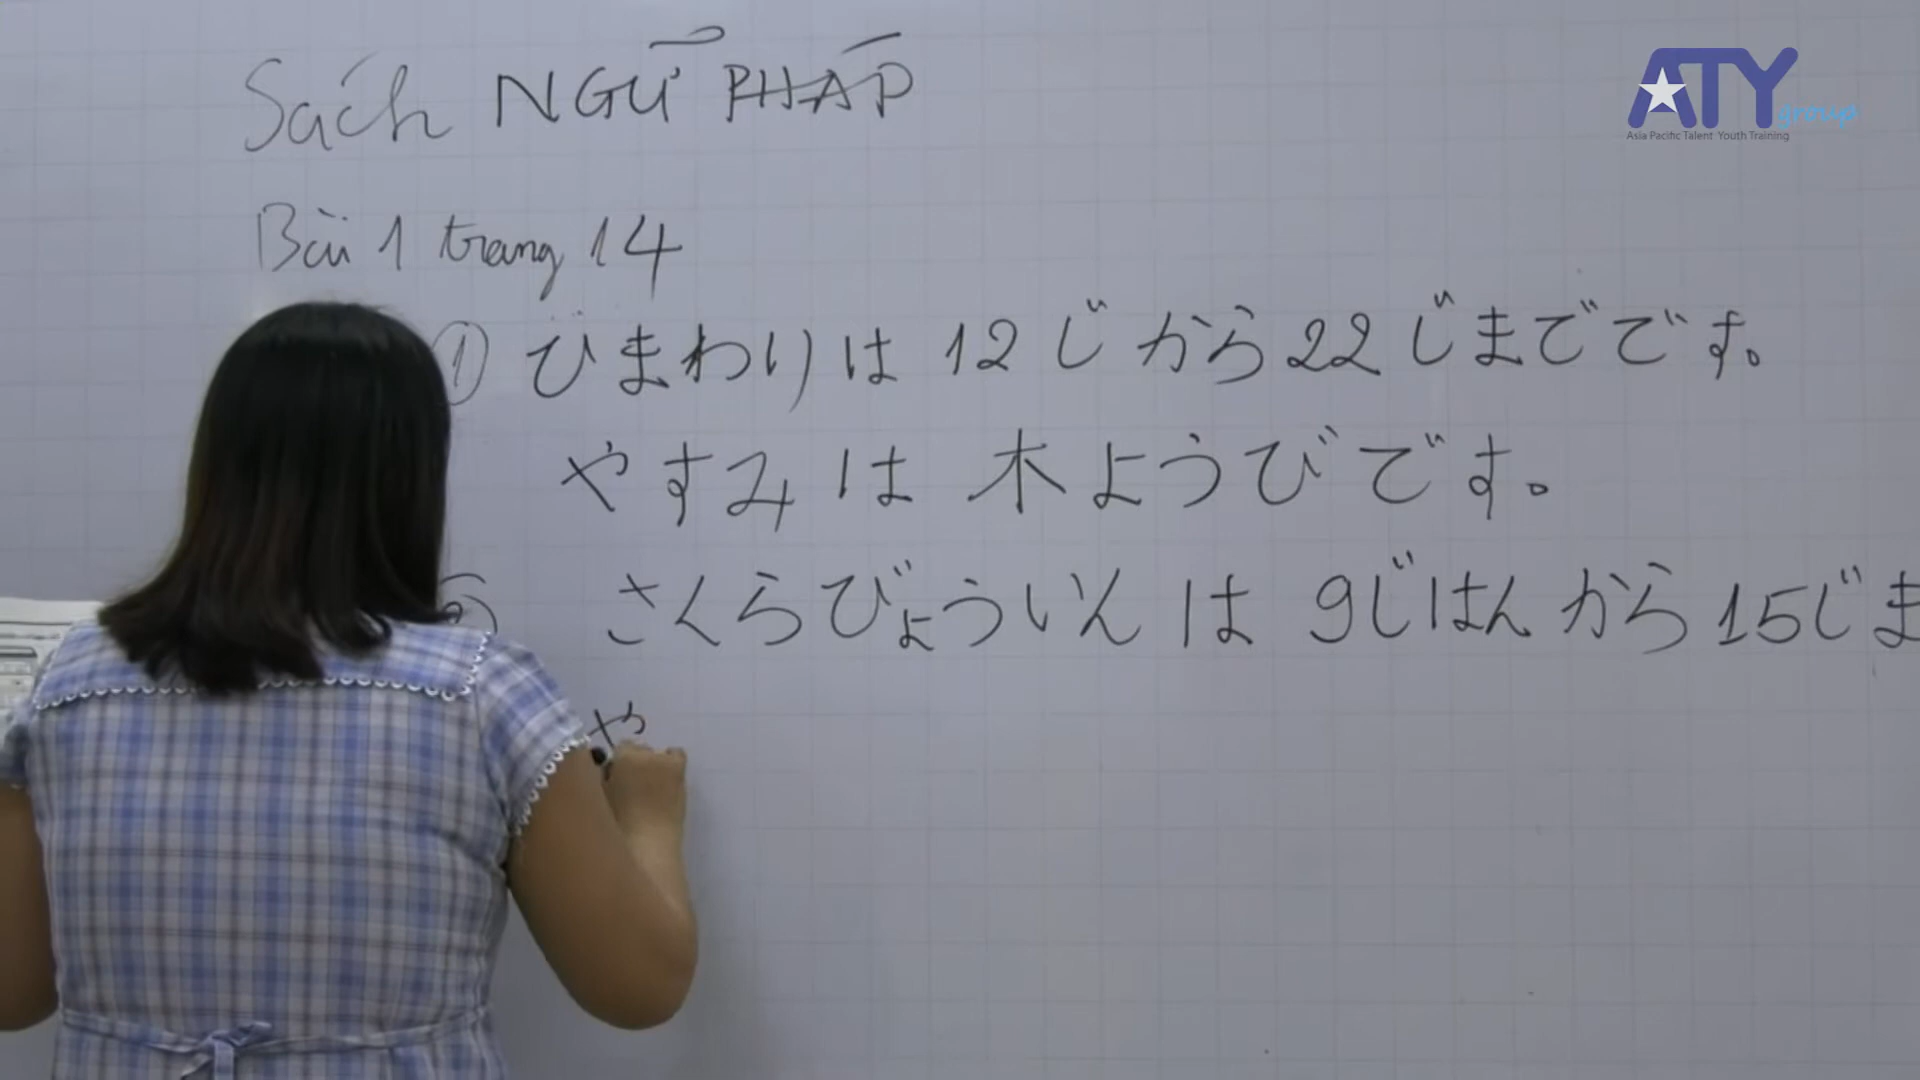 Sách NGỮ PHÁP
ATY group
Asia Pacific Talent Youth Training
Bài 1 trang 14
① ひまわりは 12じから22じまでです。
やすみは 木ようびです。
さくらびょういんは 9じはんから15じま
や